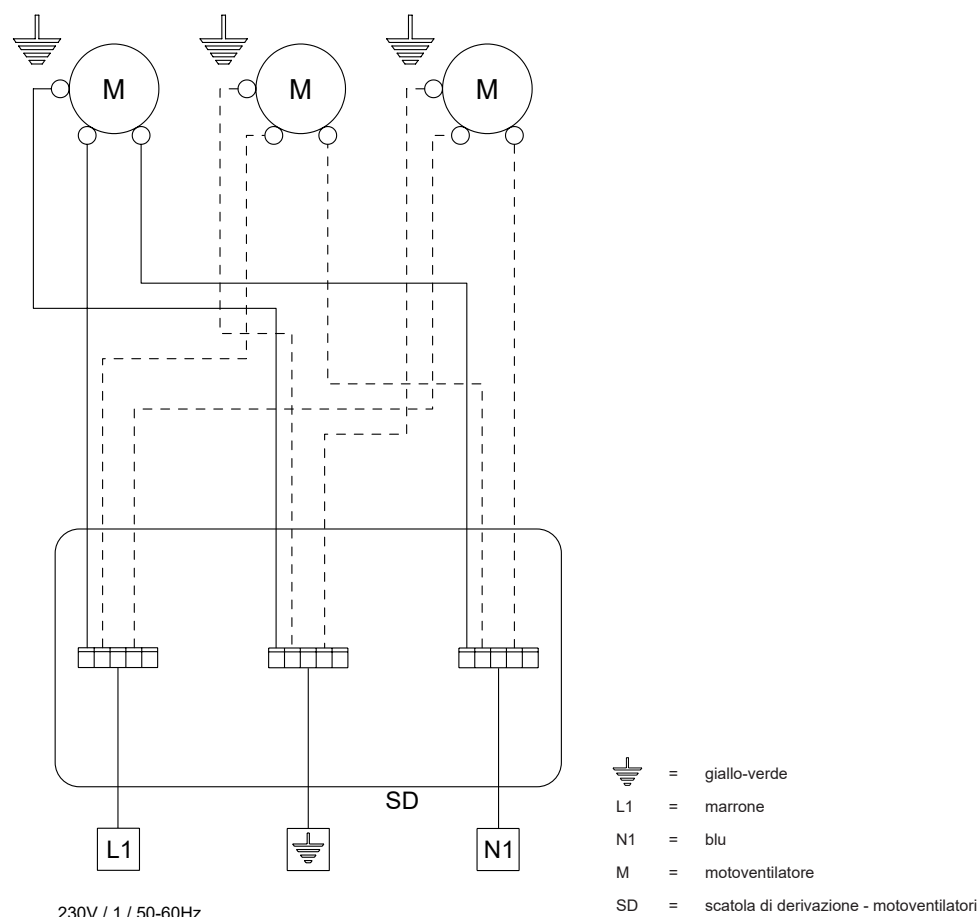 M M M
SD
L1 N1
230V / 1 / 50-60Hz
= giallo-verde
L1 = marrone
N1 = blu
M = motoventilatore
SD = scatola di derivazione - motoventilatori